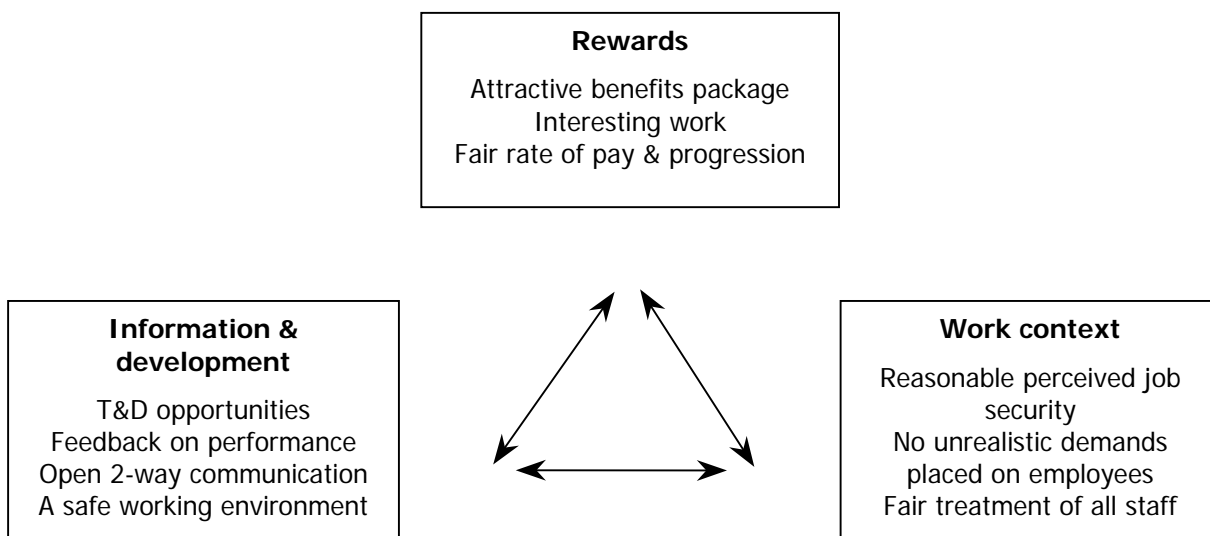 Rewards
Attractive benefits package
Interesting work
Fair rate of pay & progression
Information &
development
T&D opportunities
Feedback on performance
Open 2-way communication
A safe working environment
Work context
Reasonable perceived job
security
No unrealistic demands
placed on employees
Fair treatment of all staff